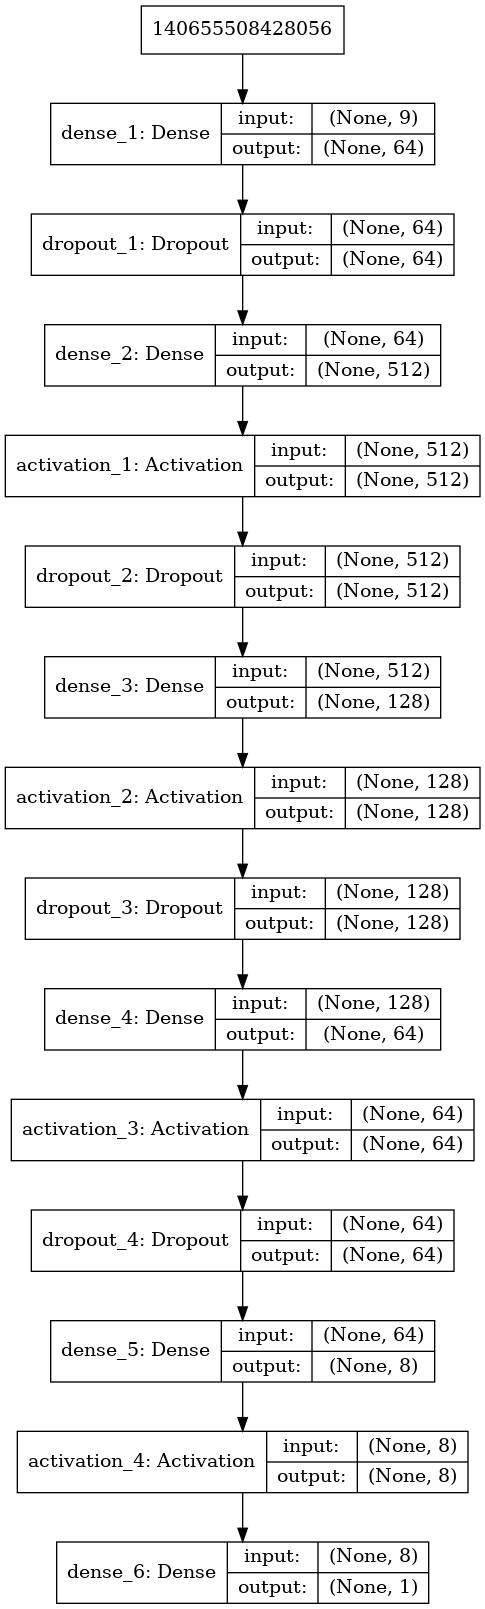 140655508428056
dense_1: Dense
input:
(None, 9)
output:
(None, 64)
dropout_1: Dropout
input:
(None, 64)
output:
(None, 64)
dense_2: Dense
input:
(None, 64)
output:
(None, 512)
activation_1: Activation
input:
(None, 512)
output:
(None, 512)
dropout_2: Dropout
input:
(None, 512)
output:
(None, 512)
dense_3: Dense
input:
(None, 512)
output:
(None, 128)
activation_2: Activation
input:
(None, 128)
output:
(None, 128)
dropout_3: Dropout
input:
(None, 128)
output:
(None, 128)
dense_4: Dense
input:
(None, 128)
output:
(None, 64)
activation_3: Activation
input:
(None, 64)
output:
(None, 64)
dropout_4: Dropout
input:
(None, 64)
output:
(None, 64)
dense_5: Dense
input:
(None, 64)
output:
(None, 8)
activation_4: Activation
input:
(None, 8)
output:
(None, 8)
dense_6: Dense
input:
(None, 8)
output:
(None, 1)